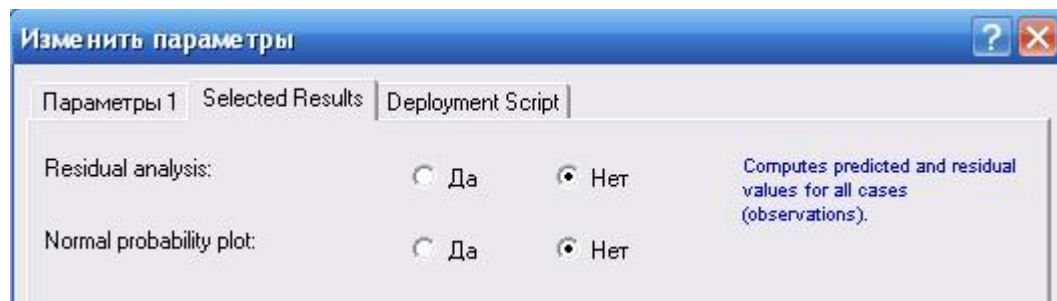 Изменить параметры
?
Параметры 1 Selected Results Deployment Script
Residual analysis: Да Нет Computes predicted and residual
values for all cases
(observations).
Normal probability plot: Да Нет